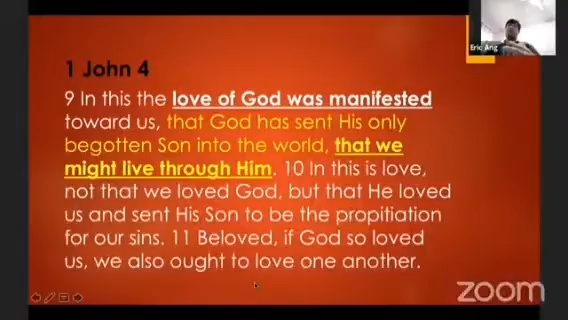 Eric Ang
1 John 4
9 In this the love of God was manifested
toward us, that God has sent His only
begotten Son into the world, that we
might live through Him. 10 In this is love,
not that we loved God, but that He loved
us and sent His Son to be the propitiation
for our sins. 11 Beloved, if God so loved
us, we also ought to love one another.
zoom